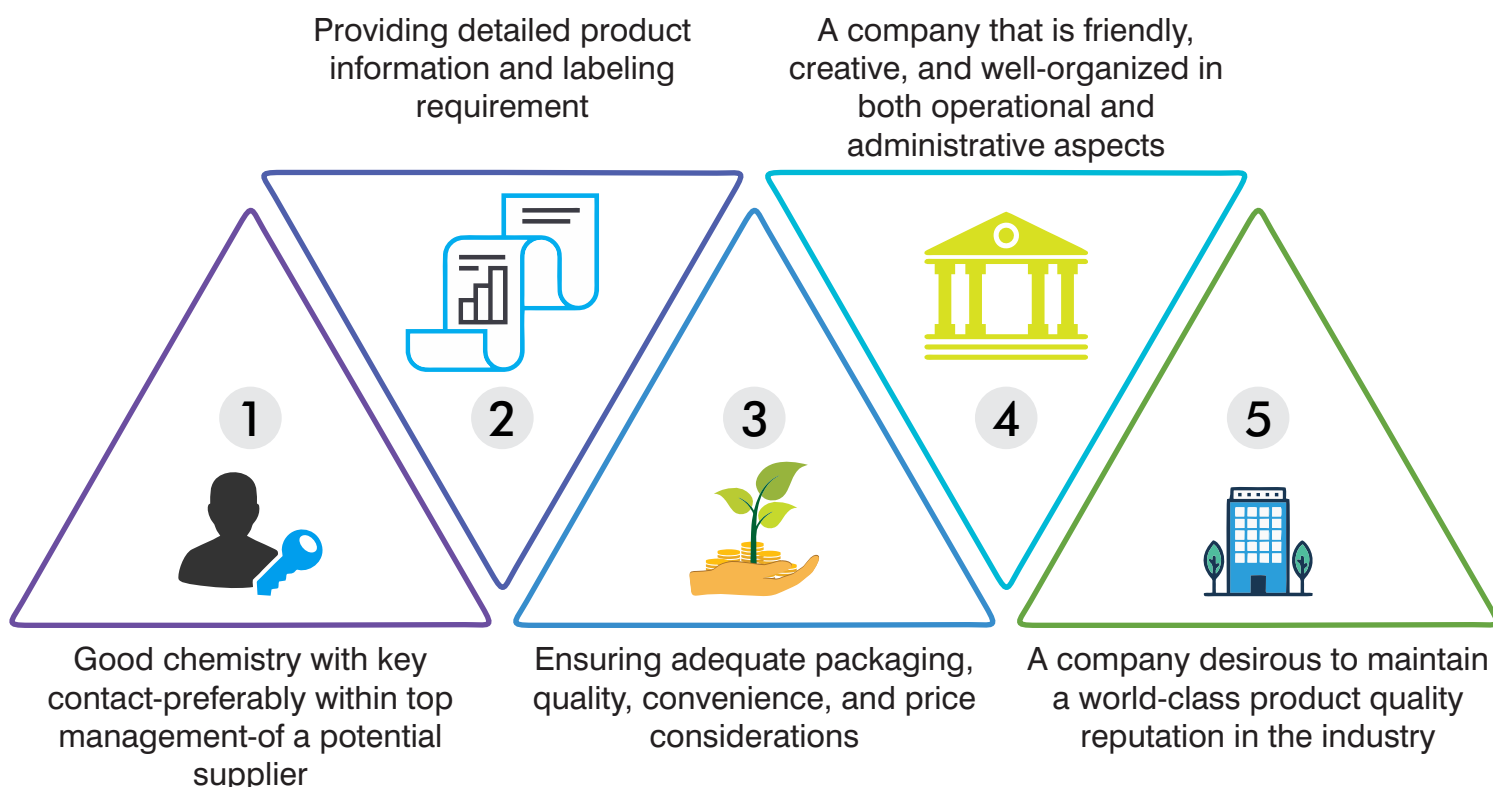 Providing detailed product
information and labeling
requirement
A company that is friendly,
creative, and well-organized in
both operational and
administrative aspects
1
2
3
4
5
Good chemistry with key
contact-preferably within top
management-of a potential
supplier
Ensuring adequate packaging,
quality, convenience, and price
considerations
A company desirous to maintain
a world-class product quality
reputation in the industry